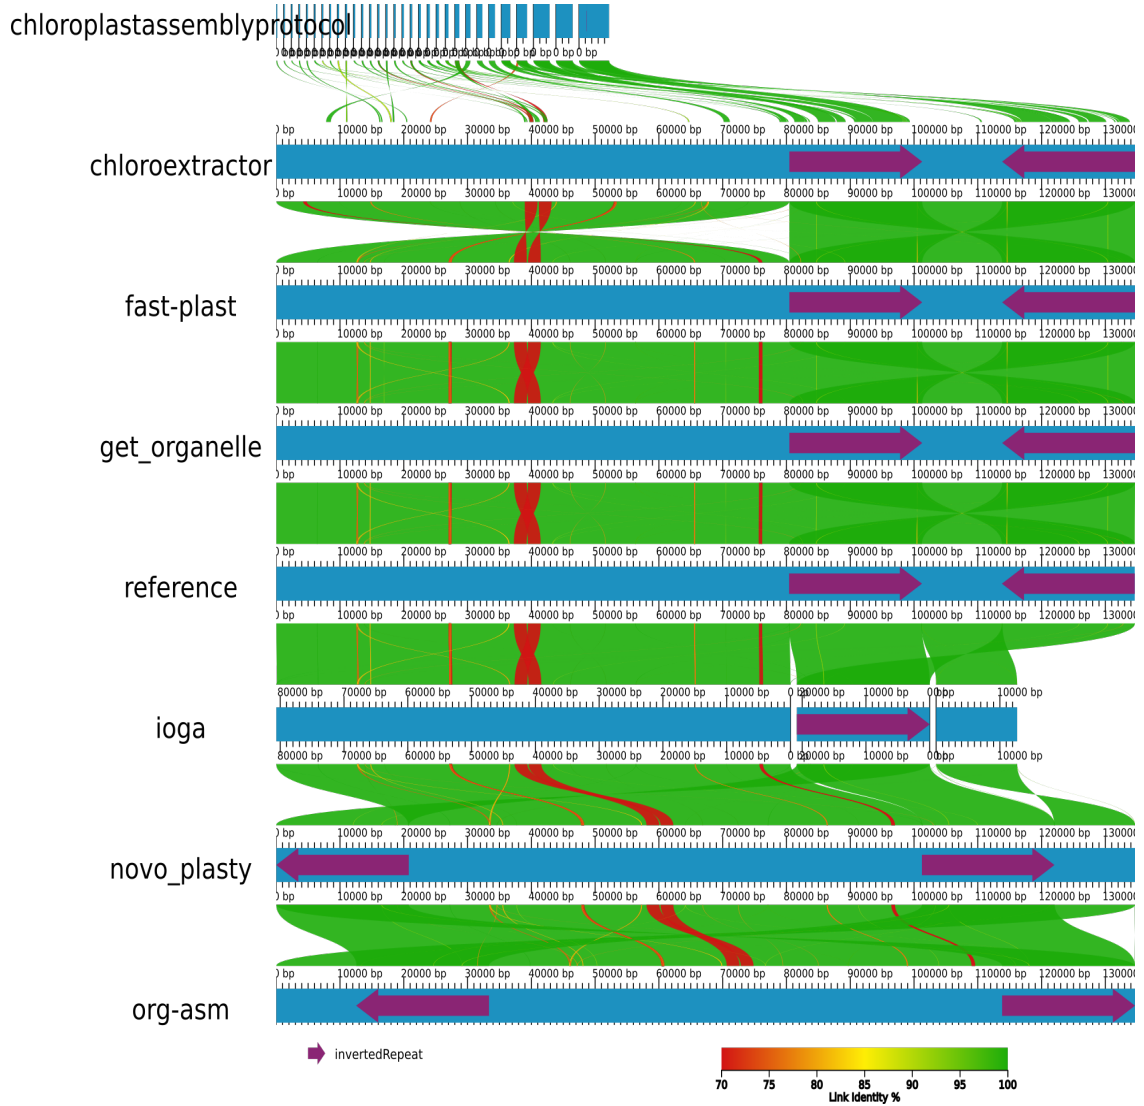 chloroplastassemblyprotocol
0 bp 10000 bp 20000 bp 30000 bp 40000 bp 50000 bp 60000 bp 70000 bp 80000 bp 90000 bp 100000 bp 110000 bp 120000 bp 130000
chloroextractor
0 bp 10000 bp 20000 bp 30000 bp 40000 bp 50000 bp 60000 bp 70000 bp 80000 bp 90000 bp 100000 bp 110000 bp 120000 bp 130000
0 bp 10000 bp 20000 bp 30000 bp 40000 bp 50000 bp 60000 bp 70000 bp 80000 bp 90000 bp 100000 bp 110000 bp 120000 bp 130000
fast-plast
0 bp 10000 bp 20000 bp 30000 bp 40000 bp 50000 bp 60000 bp 70000 bp 80000 bp 90000 bp 100000 bp 110000 bp 120000 bp 130000
0 bp 10000 bp 20000 bp 30000 bp 40000 bp 50000 bp 60000 bp 70000 bp 80000 bp 90000 bp 100000 bp 110000 bp 120000 bp 130000
get_organelle
0 bp 10000 bp 20000 bp 30000 bp 40000 bp 50000 bp 60000 bp 70000 bp 80000 bp 90000 bp 100000 bp 110000 bp 120000 bp 130000
0 bp 10000 bp 20000 bp 30000 bp 40000 bp 50000 bp 60000 bp 70000 bp 80000 bp 90000 bp 100000 bp 110000 bp 120000 bp 130000
reference
0 bp 10000 bp 20000 bp 30000 bp 40000 bp 50000 bp 60000 bp 70000 bp 80000 bp 90000 bp 100000 bp 110000 bp 120000 bp 130000
80000 bp 70000 bp 60000 bp 50000 bp 40000 bp 30000 bp 20000 bp 10000 bp 0 bp 20000 bp 10000 bp 0 0 bp 10000 bp
ioga
80000 bp 70000 bp 60000 bp 50000 bp 40000 bp 30000 bp 20000 bp 10000 bp 0 bp 20000 bp 10000 bp 0 0 bp 10000 bp
0 bp 10000 bp 20000 bp 30000 bp 40000 bp 50000 bp 60000 bp 70000 bp 80000 bp 90000 bp 100000 bp 110000 bp 120000 bp 130000
novo_plasty
0 bp 10000 bp 20000 bp 30000 bp 40000 bp 50000 bp 60000 bp 70000 bp 80000 bp 90000 bp 100000 bp 110000 bp 120000 bp 130000
0 bp 10000 bp 20000 bp 30000 bp 40000 bp 50000 bp 60000 bp 70000 bp 80000 bp 90000 bp 100000 bp 110000 bp 120000 bp 130000
org-asm
invertedRepeat
70 75 80 85 90 95 100
Link identity %